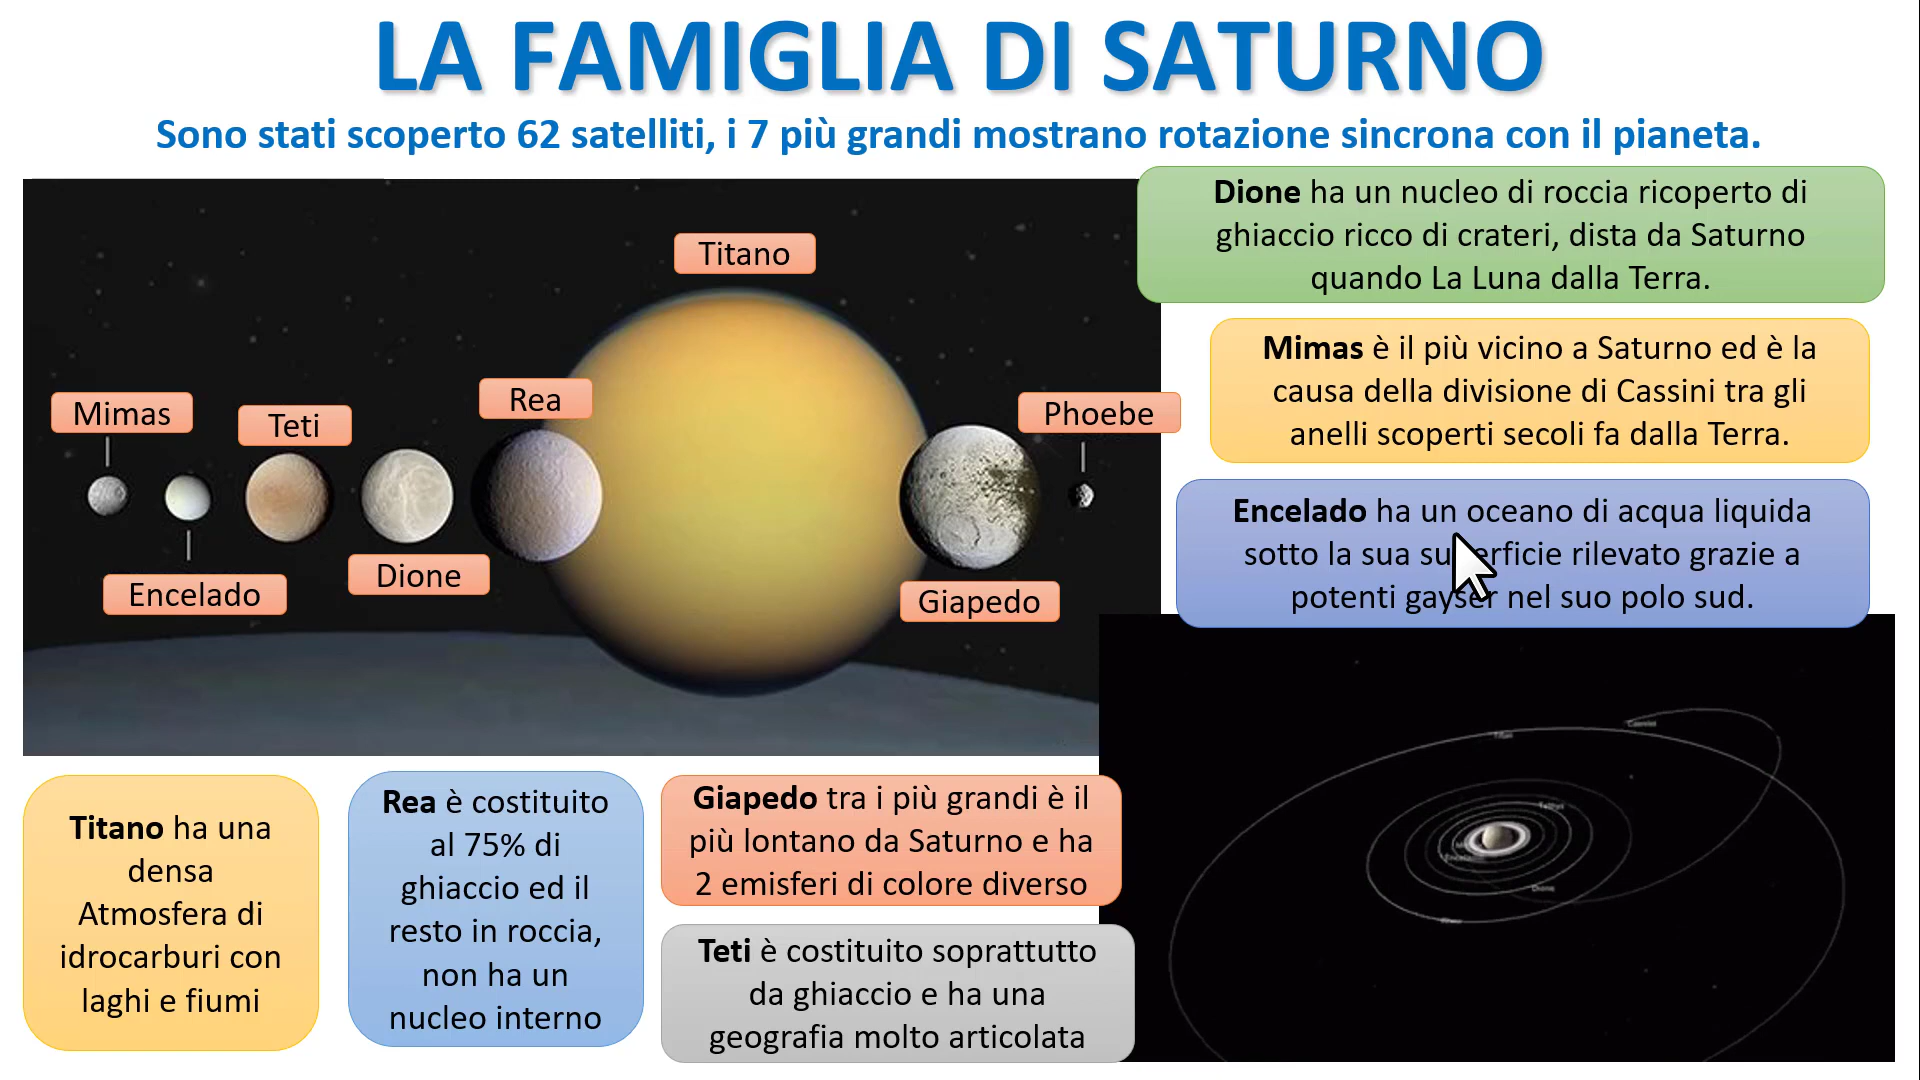 LA FAMIGLIA DI SATURNO
Sono stati scoperto 62 satelliti, i 7 più grandi mostrano rotazione sincrona con il pianeta.
Titano
Mimas
Teti
Rea
Phoebe
Encelado
Dione
Giapedo
Dione ha un nucleo di roccia ricoperto di
ghiaccio ricco di crateri, dista da Saturno
quando La Luna dalla Terra.
Mimas è il più vicino a Saturno ed è la
causa della divisione di Cassini tra gli
anelli scoperti secoli fa dalla Terra.
Encelado ha un oceano di acqua liquida
sotto la sua superficie rilevato grazie a
potenti gayser nel suo polo sud.
Titano ha una
densa
Atmosfera di
idrocarburi con
laghi e fiumi
Rea è costituito
al 75% di
ghiaccio ed il
resto in roccia,
non ha un
nucleo interno
Giapedo tra i più grandi è il
più lontano da Saturno e ha
2 emisferi di colore diverso
Teti è costituito soprattutto
da ghiaccio e ha una
geografia molto articolata
Titan
Tethys
Dione